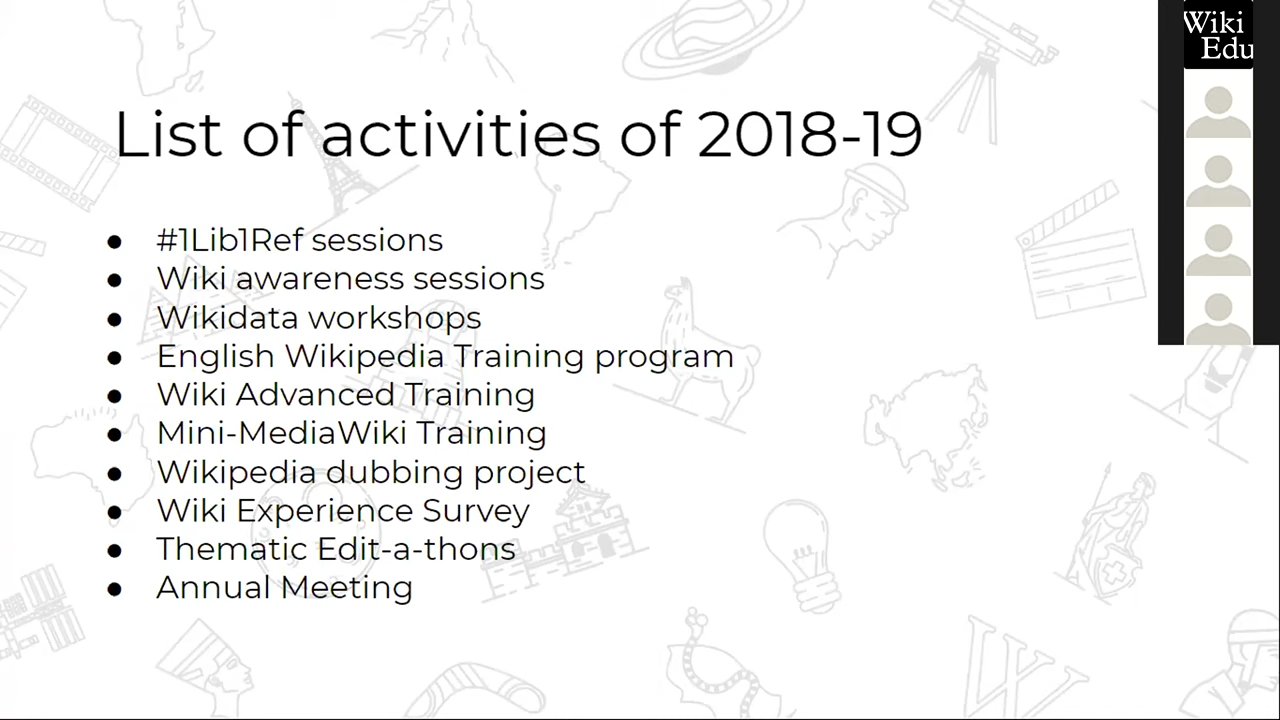 List of activities of 2018-19
● #1Lib1Ref sessions
● Wiki awareness sessions
● Wikidata workshops
● English Wikipedia Training program
● Wiki Advanced Training
● Mini-MediaWiki Training
● Wikipedia dubbing project
● Wiki Experience Survey
● Thematic Edit-a-thons
● Annual Meeting
Wiki
Edu
W